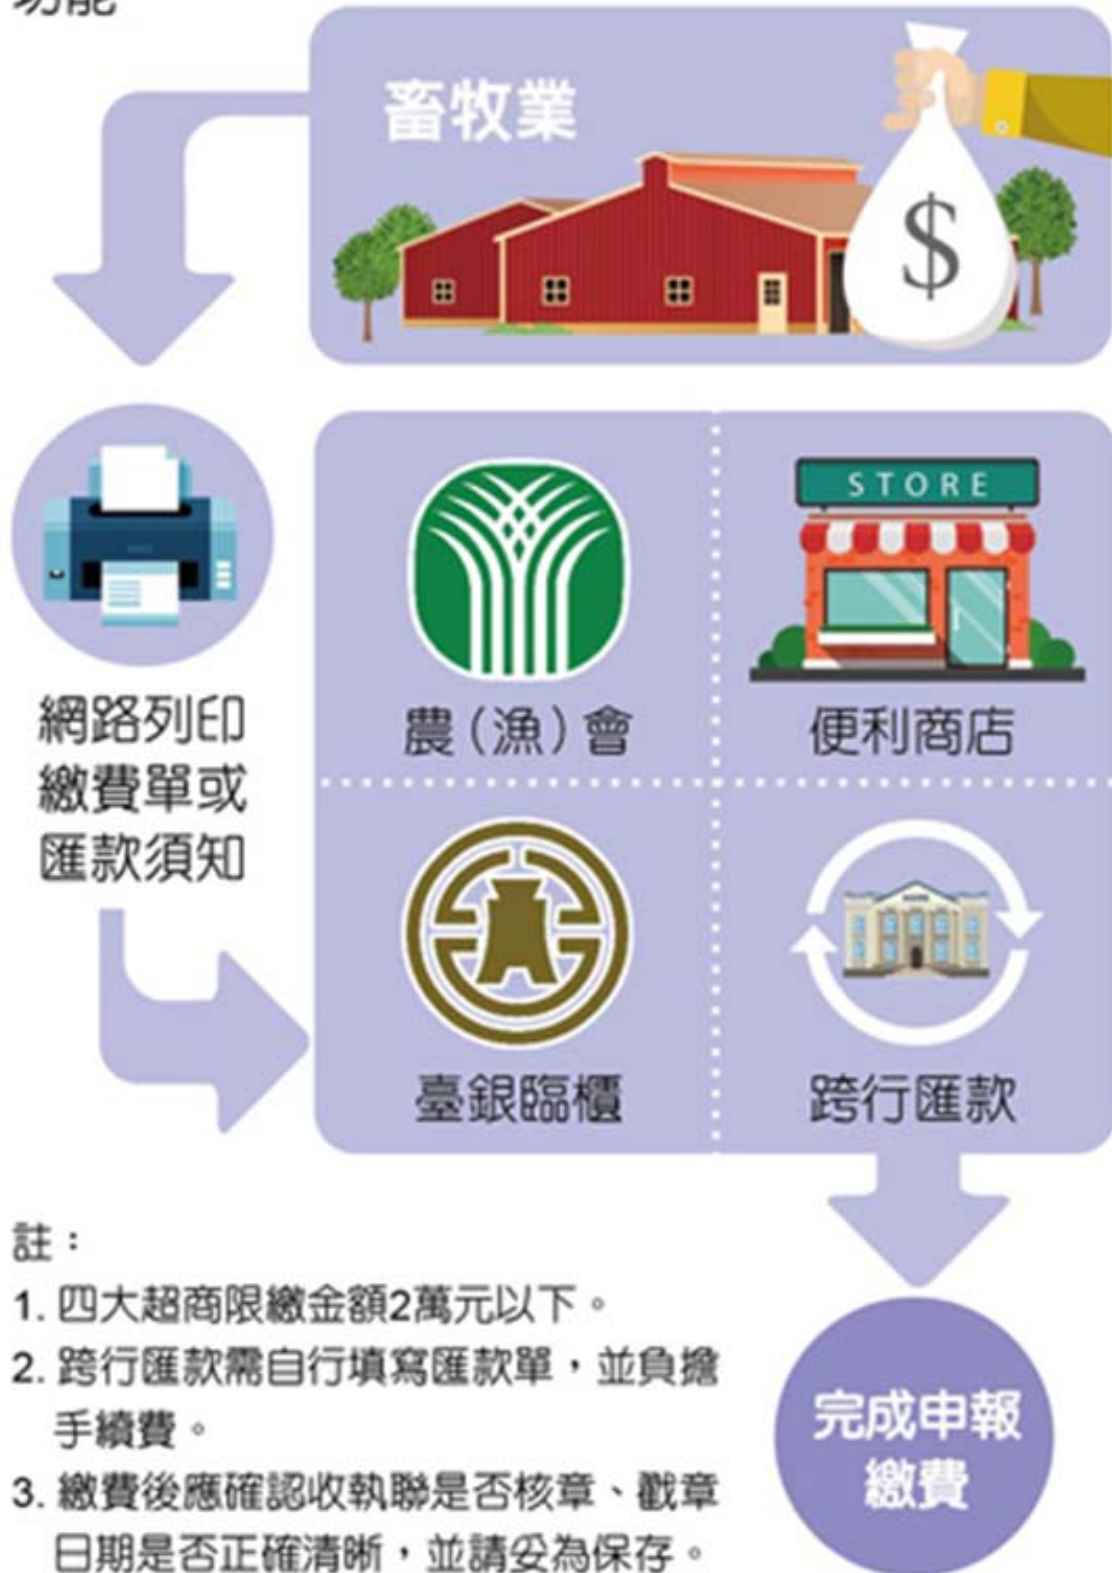 功能
畜牧業
$
STORE
網路列印
繳費單或
匯款須知
農(漁)會
便利商店
臺銀臨櫃
跨行匯款
註：
1. 四大超商限繳金額2萬元以下。
2. 跨行匯款需自行填寫匯款單，並負擔
手續費。
3. 繳費後應確認收執聯是否核章、戳章
日期是否正確清晰，並請妥為保存。
完成申報
繳費